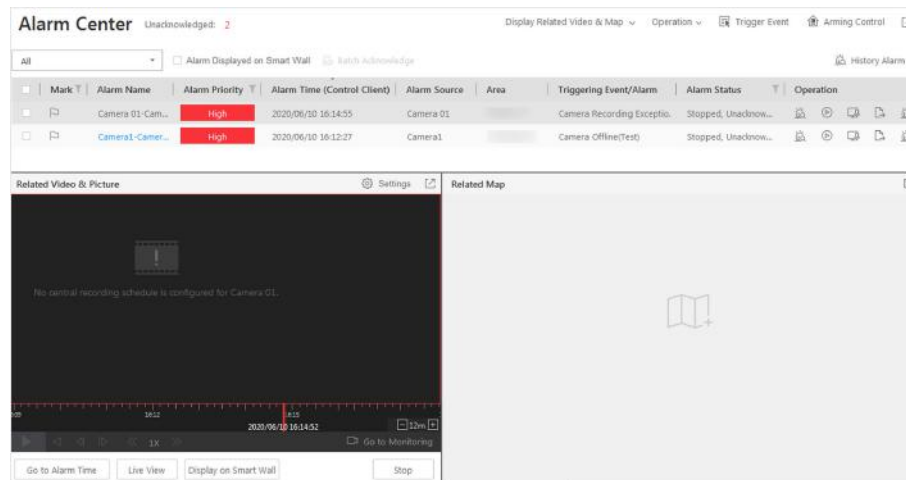 Alarm Center Unacknowledged: 2 Display Related Video & Map Operation Trigger Event Arming Control
All Alarm Displayed on Smart Wall Batch Acknowledge History Alarm
Mark Alarm Name Alarm Priority Alarm Time (Control Client) Alarm Source Area Triggering Event/Alarm Alarm Status Operation
Camera 01-Cam... High 2020/06/10 16:14:55 Camera 01 Camera Recording Exceptio. Stopped, Unacknow...
Camera1-Camer... High 2020/06/10 16:12:27 Camera1 Camera Offline(Test) Stopped, Unacknow...
Related Video & Picture Settings Related Map
No central recording schedule is configured for Camera 01.
16:12 16:15
2020/06/10 16:14:52 12m
1X Go to Monitoring
Go to Alarm Time Live View Display on Smart Wall Stop